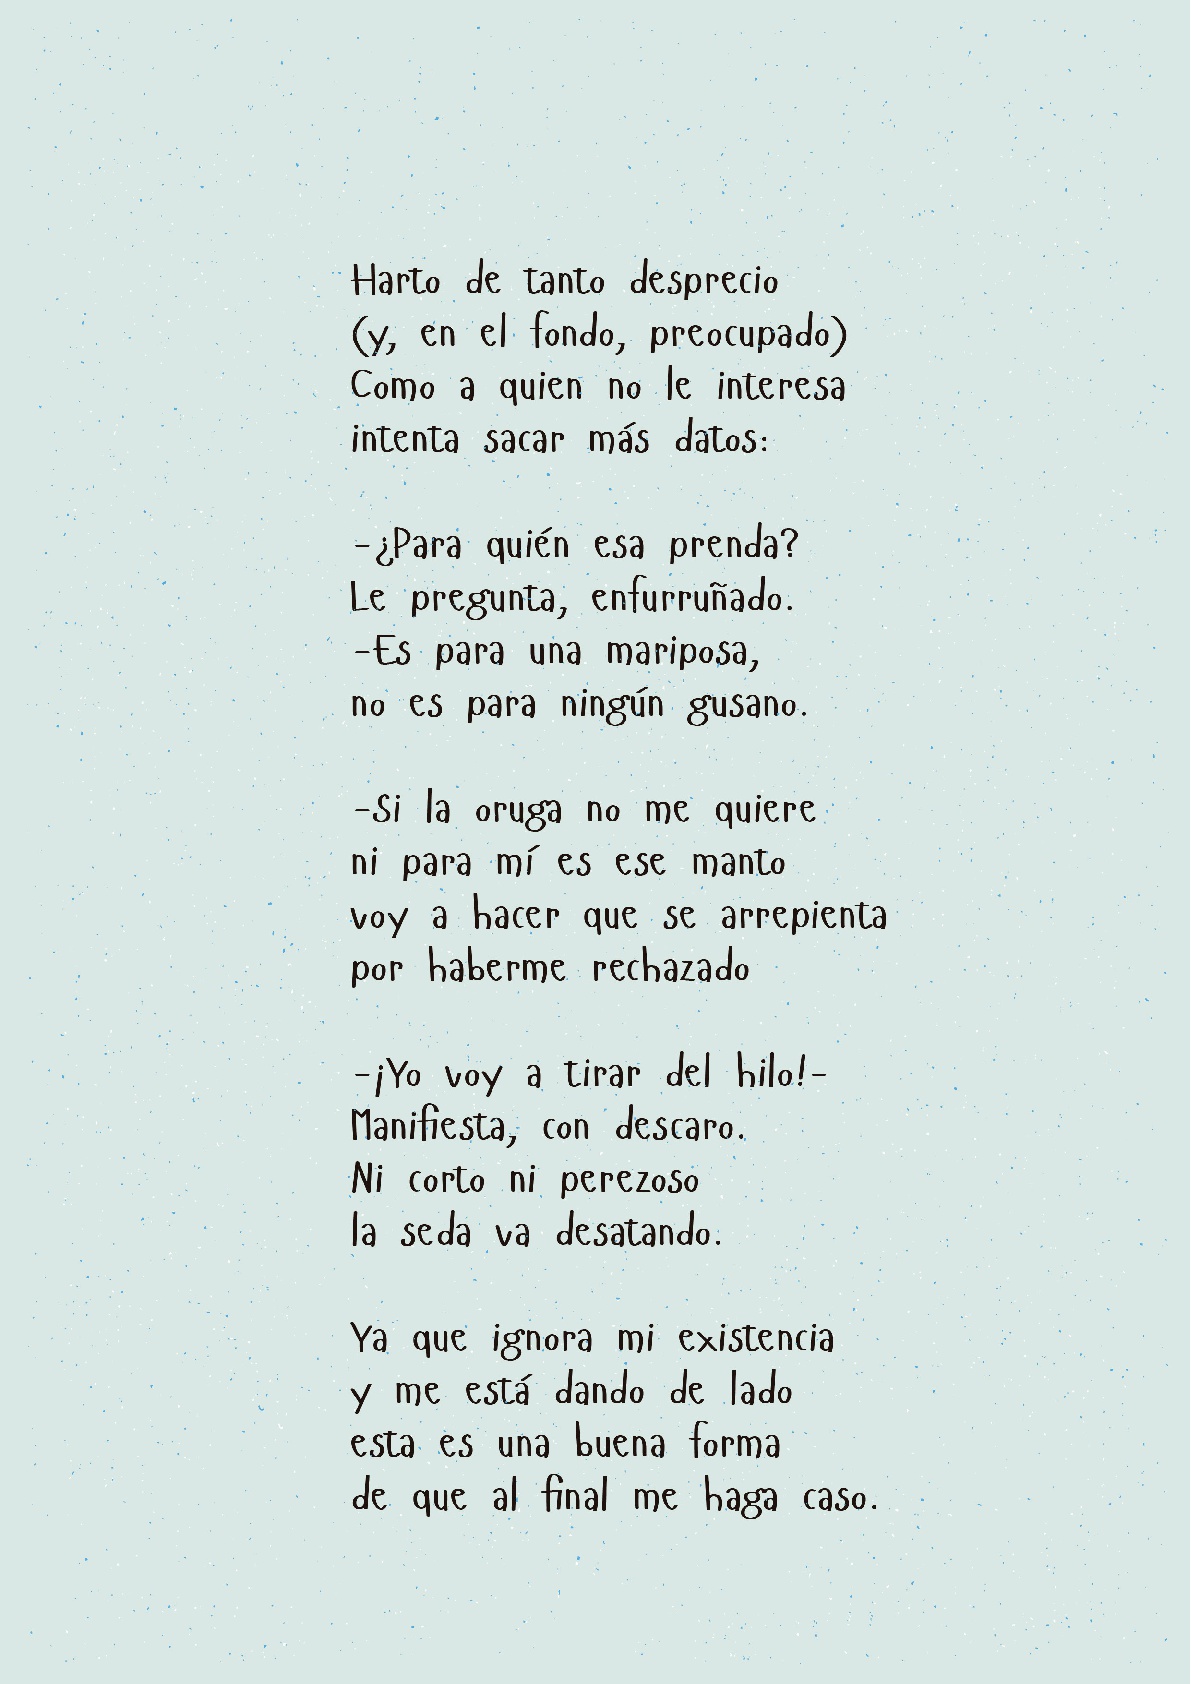 Harto de tanto desprecio
(y, en el fondo, preocupado)
Como a quien no le interesa
intenta sacar más datos:
-¿Para quién esa prenda?
Le pregunta, enfurruñado.
-Es para una mariposa,
no es para ningún gusano.
-Si la oruga no me quiere
ni para mí es ese manto
voy a hacer que se arrepienta
por haberme rechazado
-¡Yo voy a tirar del hilo!-
Manifiesta, con descaro.
Ni corto ni perezoso
la seda va desatando.
Ya que ignora mi existencia
y me está dando de lado
esta es una buena forma
de que al final me haga caso.